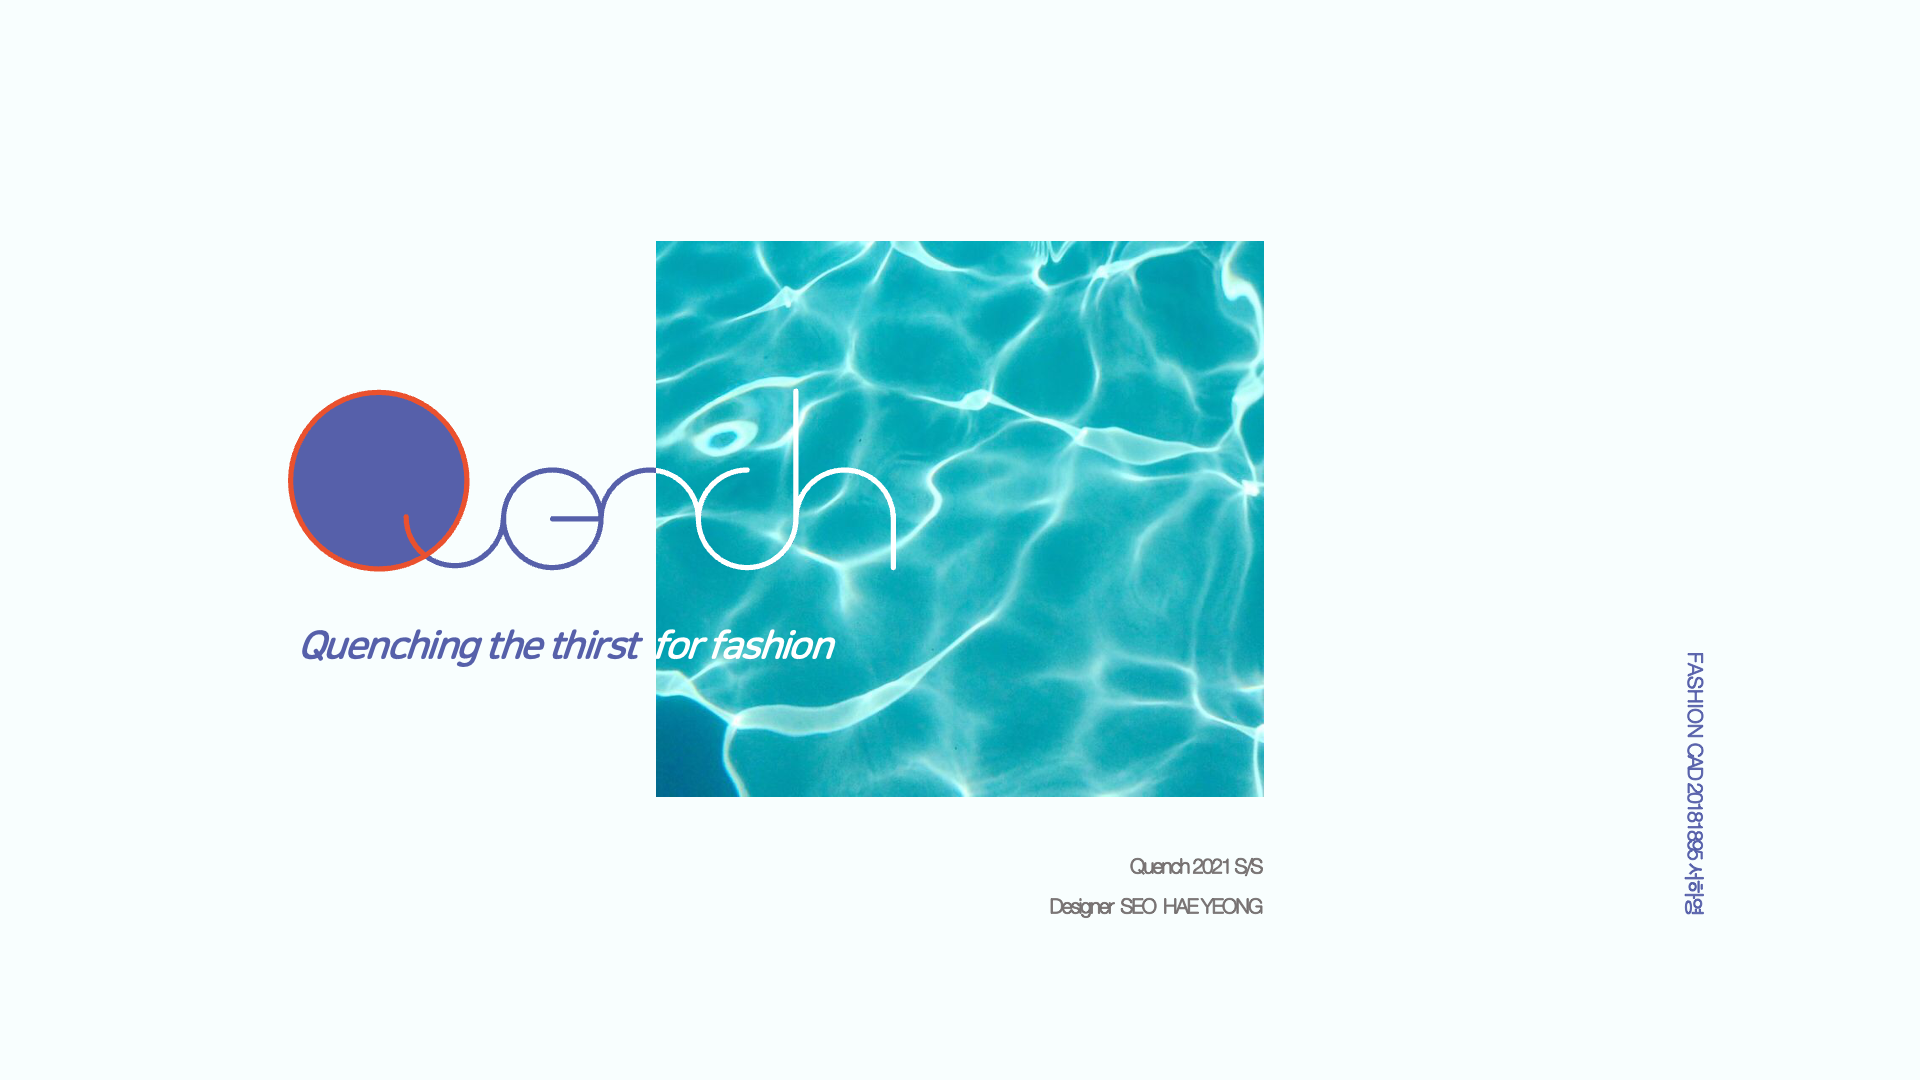 Quench
Quenching the thirst for fashion
Quench 2021 S/S
Designer SEO HAE YEONG
FASHION CAD 20181895 서해영